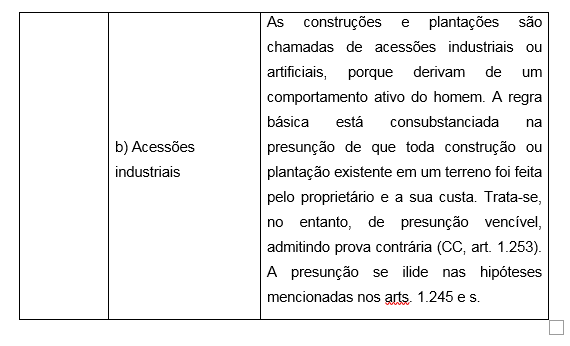 As construções e plantações são
chamadas de acessões industriais ou
artificiais, porque derivam de um
comportamento ativo do homem. A regra
básica está consubstanciada na
b) Acessões
industriais
presunção de que toda construção ou
plantação existente em um terreno foi feita
pelo proprietário e a sua custa. Trata-se,
no entanto, de presunção vencível,
admitindo prova contrária (CC, art. 1.253).
A presunção se ilide nas hipóteses
mencionadas nos arts. 1.245 e s.